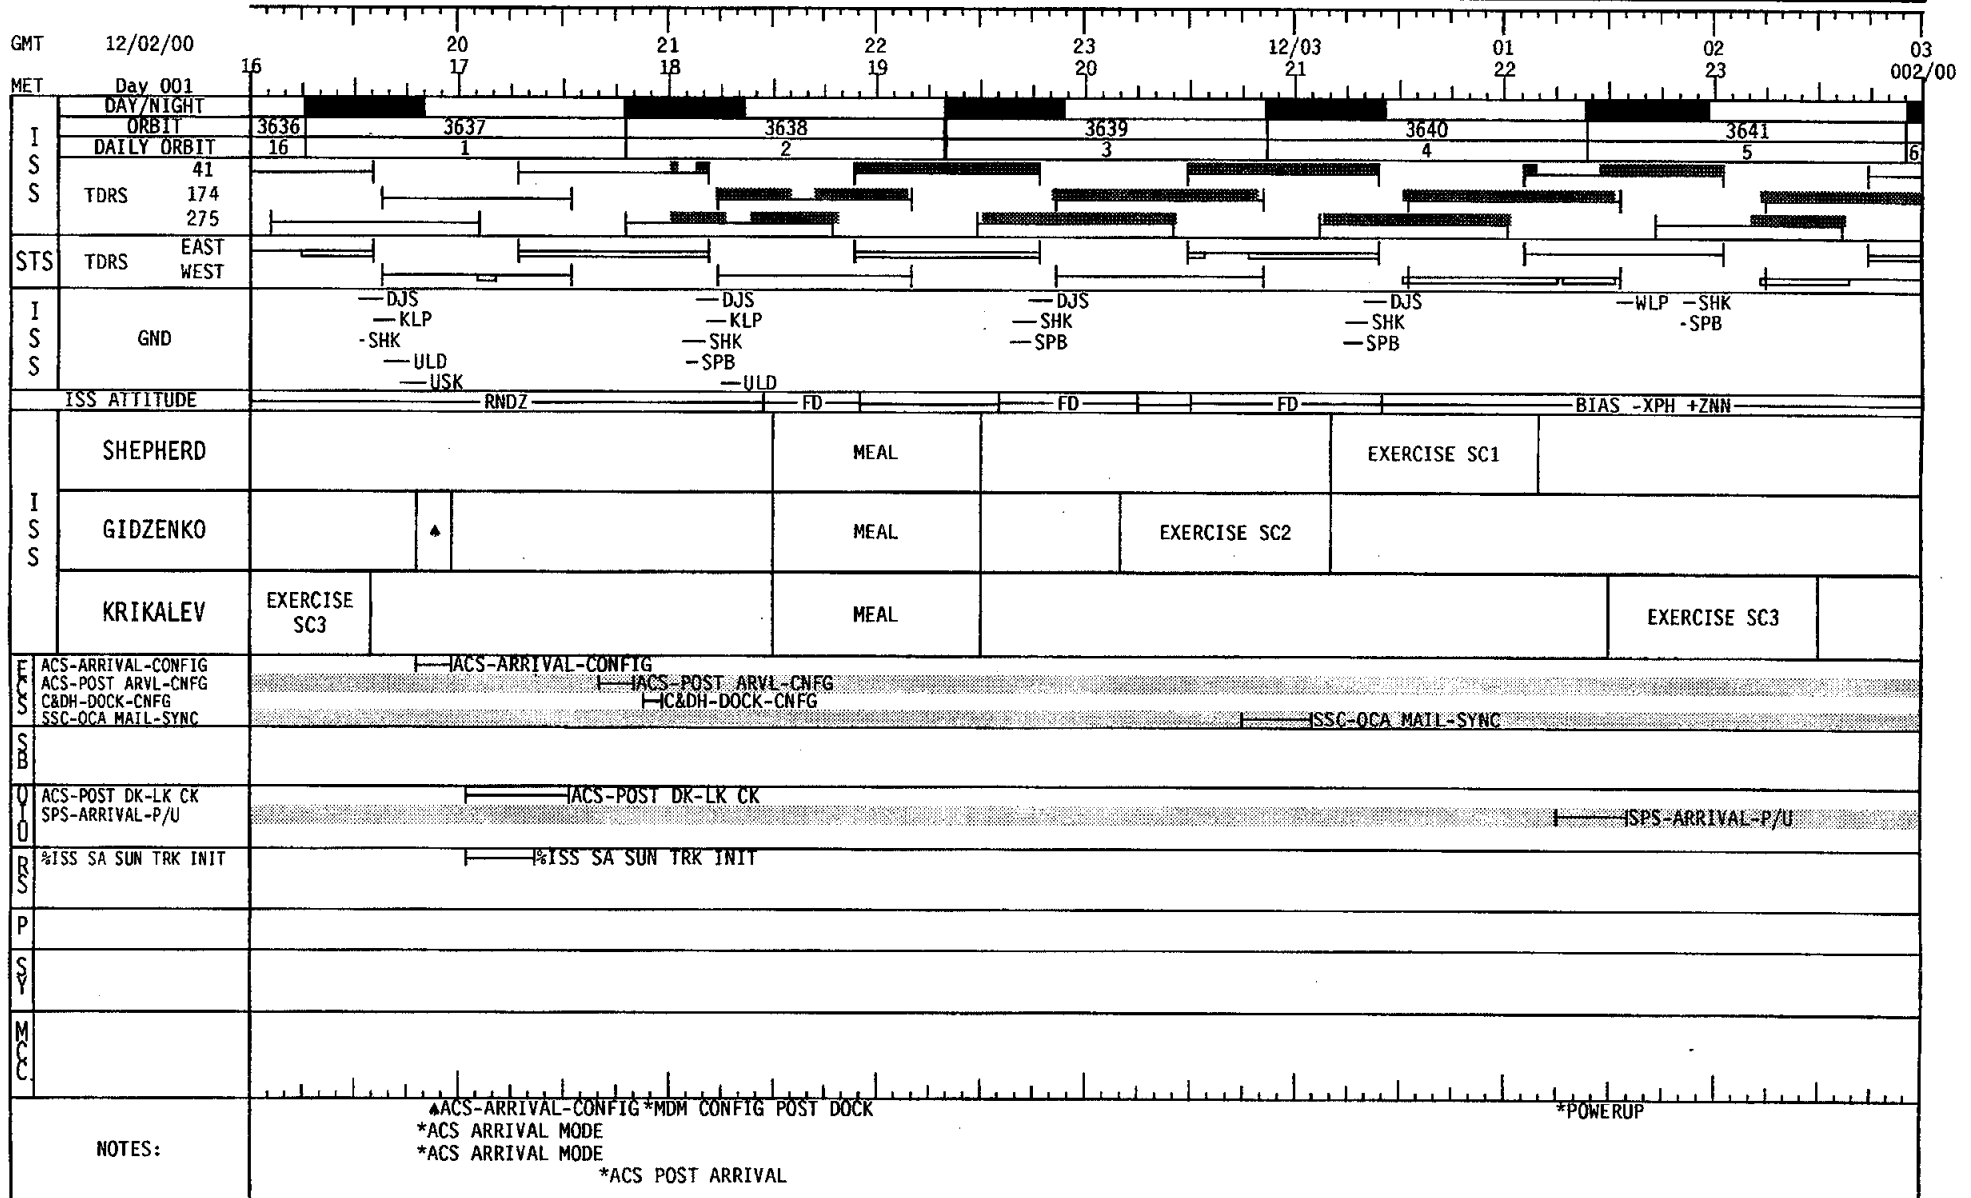 GMT 12/02/00 20 21 22 23 12/03 01 02 03
16 17 18 19 20 21 22 23 002/00
MET Day 001
DAY/NIGHT
ISS
ORBIT 3636 3637 3638 3639 3640 3641
DAILY ORBIT 16 1 2 3 4 5 6
41
TDRS 174
275
STS TDRS EAST
WEST
ISS GND
DJS DJS DJS DJS WLP SHK
KLP KLP SHK SHK SPB
SHK SHK SPB SPB
ULD SPB
USK ULD
ISS ATTITUDE RNDZ FD FD FD BIAS -XPH +ZNN
ISS
SHEPHERD MEAL EXERCISE SC1
GIDZENKO ♠ MEAL EXERCISE SC2
KRIKALEV EXERCISE SC3 MEAL EXERCISE SC3
ACS-ARRIVAL-CONFIG ACS-ARRIVAL-CONFIG
ACS-POST ARVL-CNFG ACS-POST ARVL-CNFG
C&DH-DOCK-CNFG C&DH-DOCK-CNFG
SSC-OCA MAIL-SYNC SSC-OCA MAIL-SYNC
SB
ACS-POST DK-LK CK ACS-POST DK-LK CK
SPS-ARRIVAL-P/U SPS-ARRIVAL-P/U
RS %ISS SA SUN TRK INIT %ISS SA SUN TRK INIT
P
SY
MCC
♠ACS-ARRIVAL-CONFIG *MDM CONFIG POST DOCK *POWERUP
*ACS ARRIVAL MODE
NOTES: *ACS ARRIVAL MODE
*ACS POST ARRIVAL